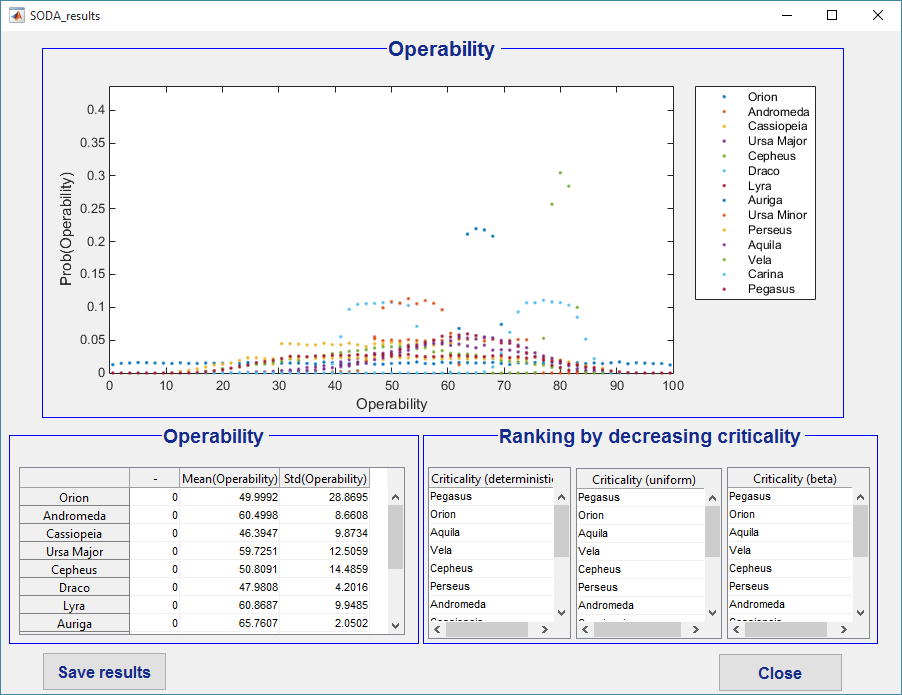 SODA_results
Operability
0.4
0.35
0.3
0.25
0.2
0.15
0.1
0.05
0
Prob(Operability)
0 10 20 30 40 50 60 70 80 90 100
Operability
Orion
Andromeda
Cassiopeia
Ursa Major
Cepheus
Draco
Lyra
Auriga
Ursa Minor
Perseus
Aquila
Vela
Carina
Pegasus
Operability
- Mean(Operability) Std(Operability)
Orion 0 49.9992 28.8695
Andromeda 0 60.4998 8.6608
Cassiopeia 0 46.3947 9.8734
Ursa Major 0 59.7251 12.5059
Cepheus 0 50.8091 14.4859
Draco 0 47.9808 4.2016
Lyra 0 60.8687 9.9485
Auriga 0 65.7607 2.0502
Ranking by decreasing criticality
Criticality (deterministic
Pegasus
Orion
Aquila
Vela
Cepheus
Perseus
Andromeda
Cassiopeia
Criticality (uniform)
Pegasus
Orion
Aquila
Vela
Cepheus
Perseus
Andromeda
Cassiopeia
Criticality (beta)
Pegasus
Orion
Aquila
Vela
Cepheus
Perseus
Andromeda
Cassiopeia
Save results
Close